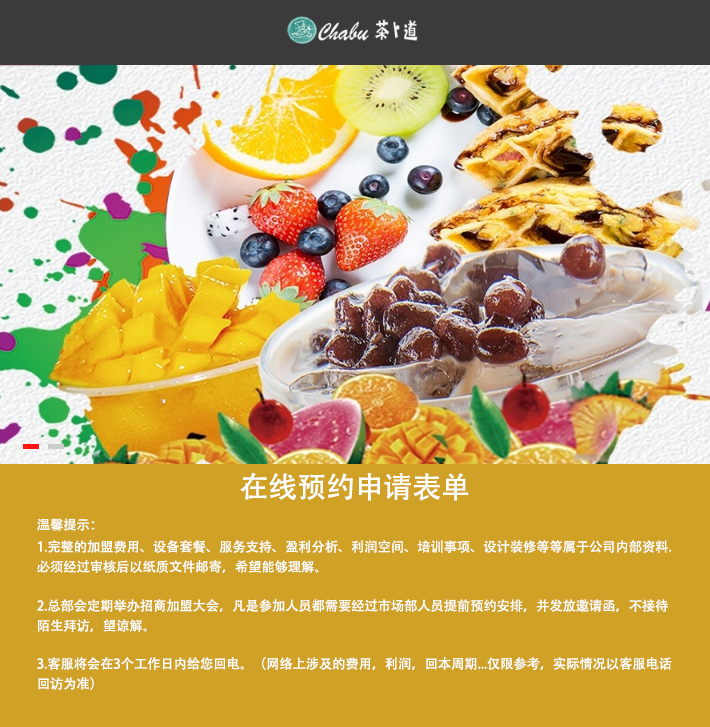 Chabu 茶卜道
在线预约申请表单
温馨提示：
1.完整的加盟费用、设备套餐、服务支持、盈利分析、利润空间、培训事项、设计装修等等属于公司内部资料.
必须经过审核后以纸质文件邮寄，希望能够理解。
2.总部会定期举办招商加盟大会，凡是参加人员都需要经过市场部人员提前预约安排，并发放邀请函，不接待
陌生拜访，望谅解。
3.客服将会在3个工作日内给您回电。（网络上涉及的费用，利润，回本周期...仅限参考，实际情况以客服电话
回访为准）